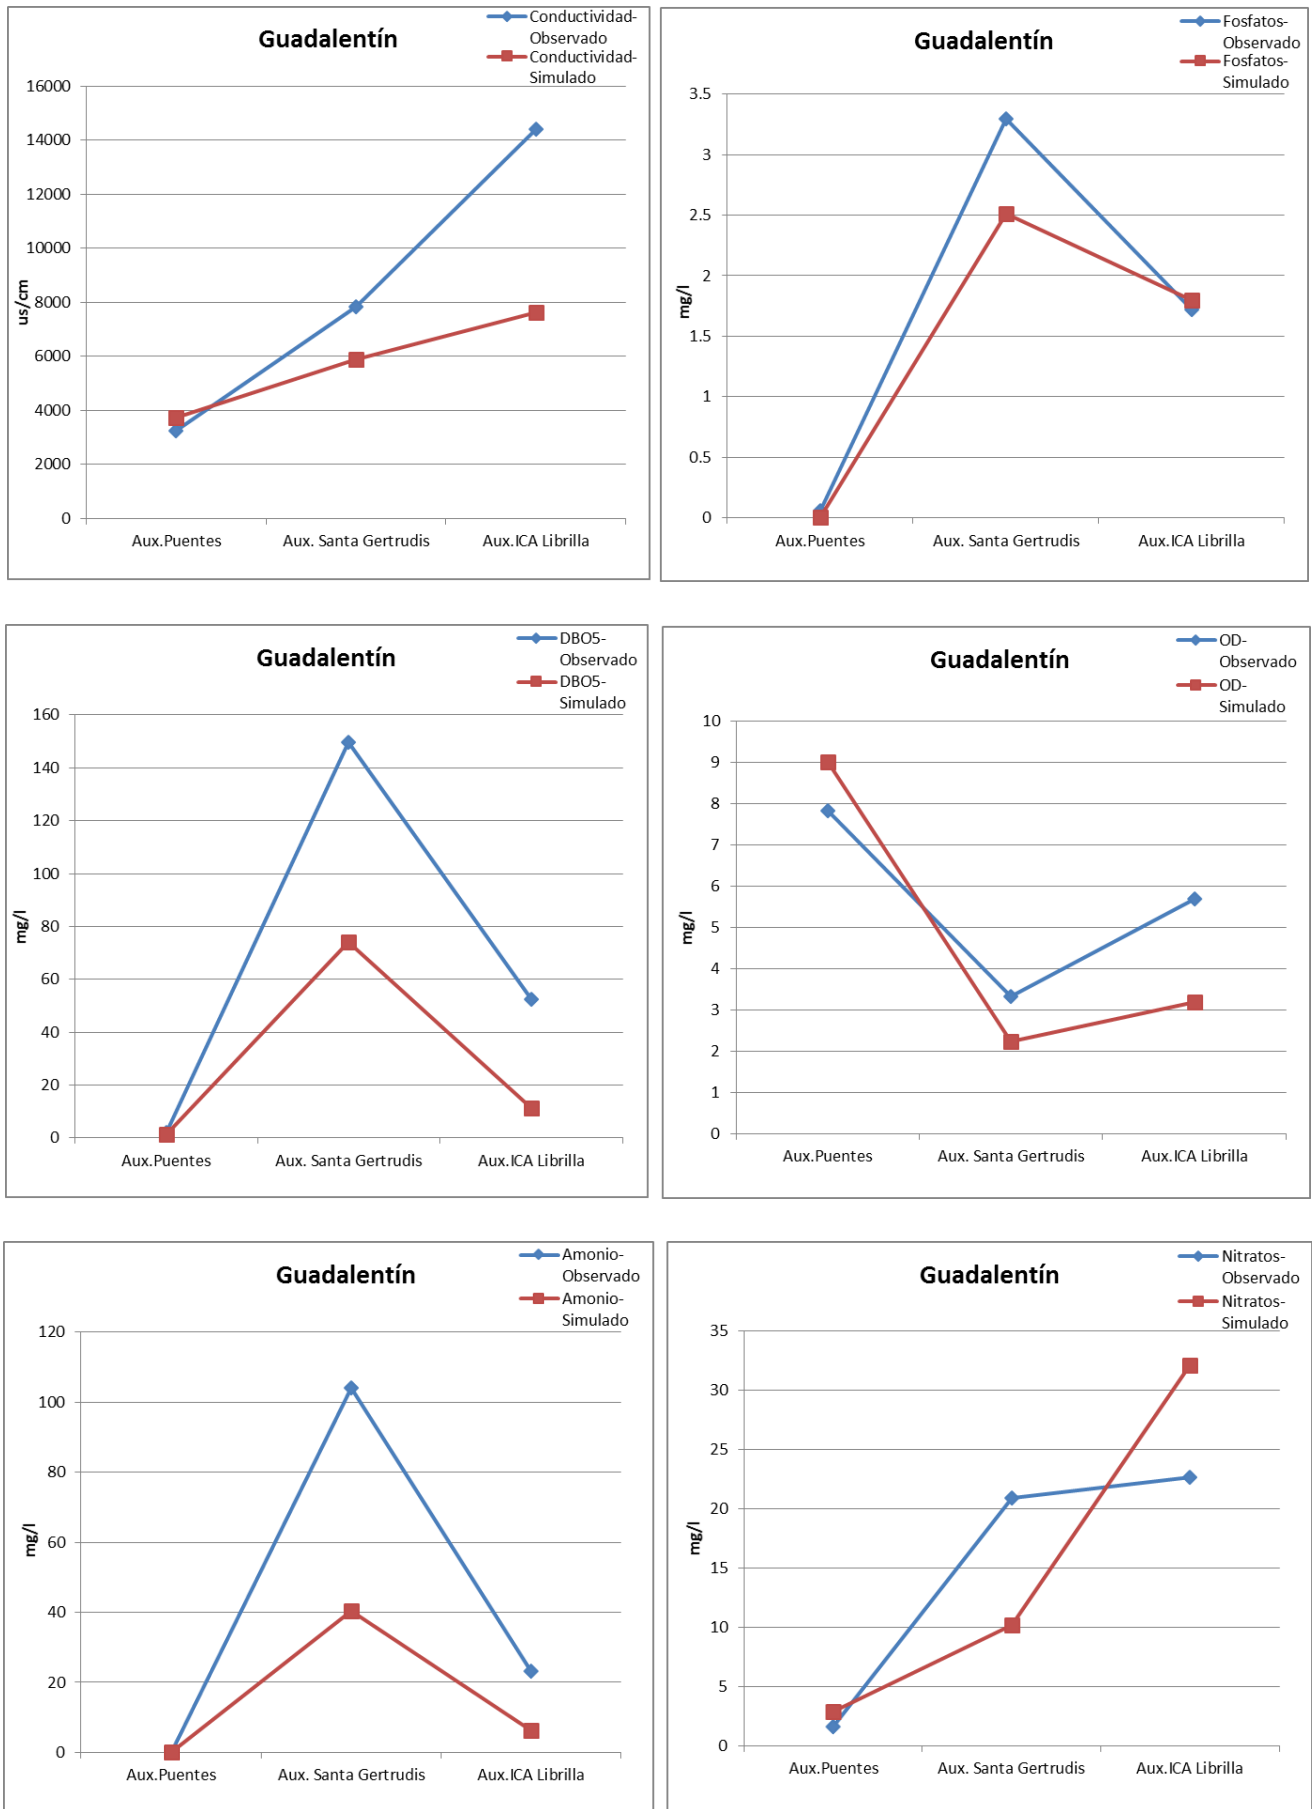 Guadalentín
Conductividad-
Observado
Conductividad-
Simulado
16000
14000
12000
10000
8000
6000
4000
2000
0
us/cm
Aux.Puentes
Aux. Santa Gertrudis
Aux.ICA Librilla
Guadalentín
Fosfatos-
Observado
Fosfatos-
Simulado
3.5
3
2.5
2
1.5
1
0.5
0
mg/l
Aux.Puentes
Aux. Santa Gertrudis
Aux.ICA Librilla
Guadalentín
DBO5-
Observado
DBO5-
Simulado
160
140
120
100
80
60
40
20
0
mg/l
Aux.Puentes
Aux. Santa Gertrudis
Aux.ICA Librilla
Guadalentín
OD-
Observado
OD-
Simulado
10
9
8
7
6
5
4
3
2
1
0
mg/l
Aux.Puentes
Aux. Santa Gertrudis
Aux.ICA Librilla
Guadalentín
Amonio-
Observado
Amonio-
Simulado
120
100
80
60
40
20
0
mg/l
Aux.Puentes
Aux. Santa Gertrudis
Aux.ICA Librilla
Guadalentín
Nitratos-
Observado
Nitratos-
Simulado
35
30
25
20
15
10
5
0
mg/l
Aux.Puentes
Aux. Santa Gertrudis
Aux.ICA Librilla